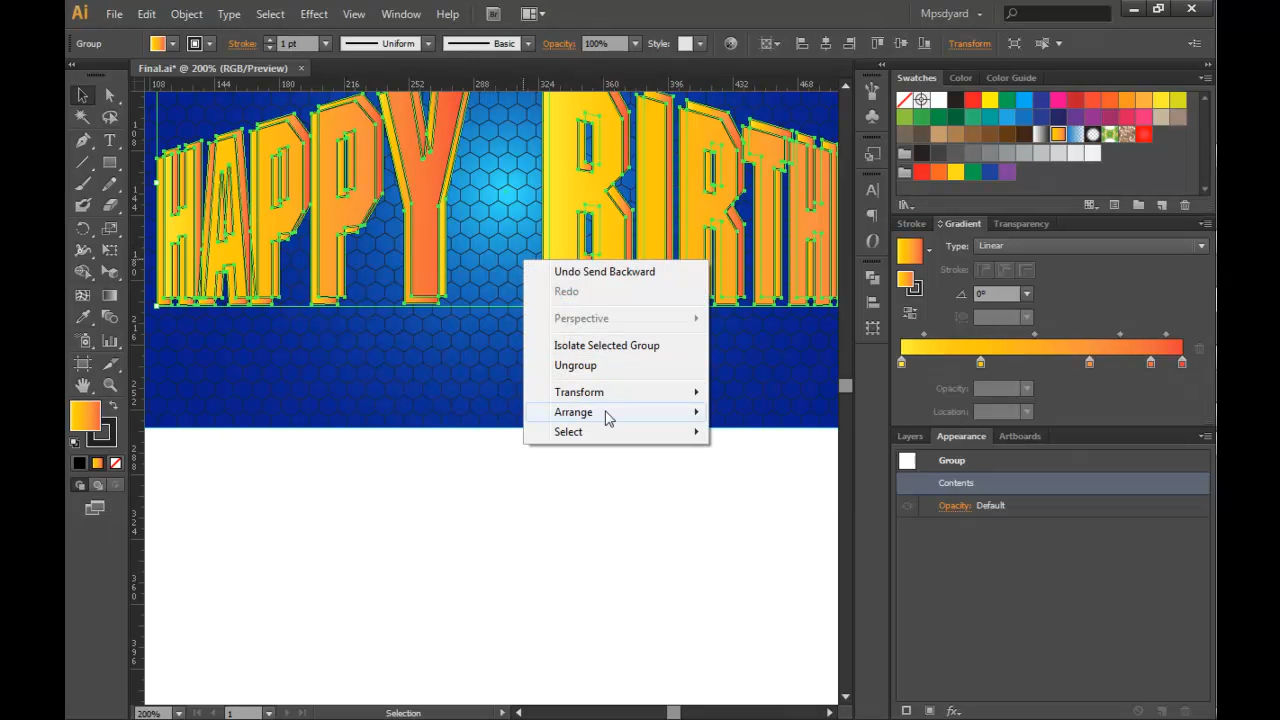 Ai File Edit Object Type Select Effect View Window Help Br Mpsdyard
Group Stroke: 1 pt Uniform Basic Opacity: 100% Style: Transform
Final.ai* @ 200% (RGB/Preview) ×
108 144 180 216 252 288 324 360 396 432 468
HAPPY BIRTH
Undo Send Backward
Redo
Perspective
Isolate Selected Group
Ungroup
Transform
Arrange
Select
Swatches Color Color Guide
Stroke Gradient Transparency
Type: Linear
Stroke:
0°
Opacity:
Location:
Layers Appearance Artboards
Group
Contents
Opacity: Default
fx
200% 1 Selection